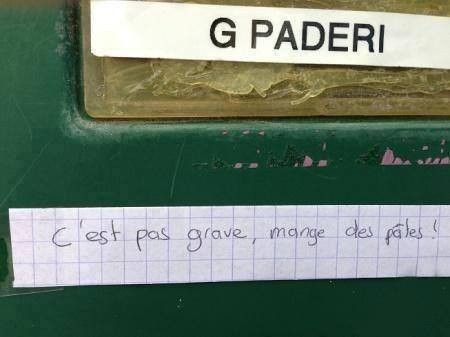 G PADERI
C'est pas grave, mange des pâtes !